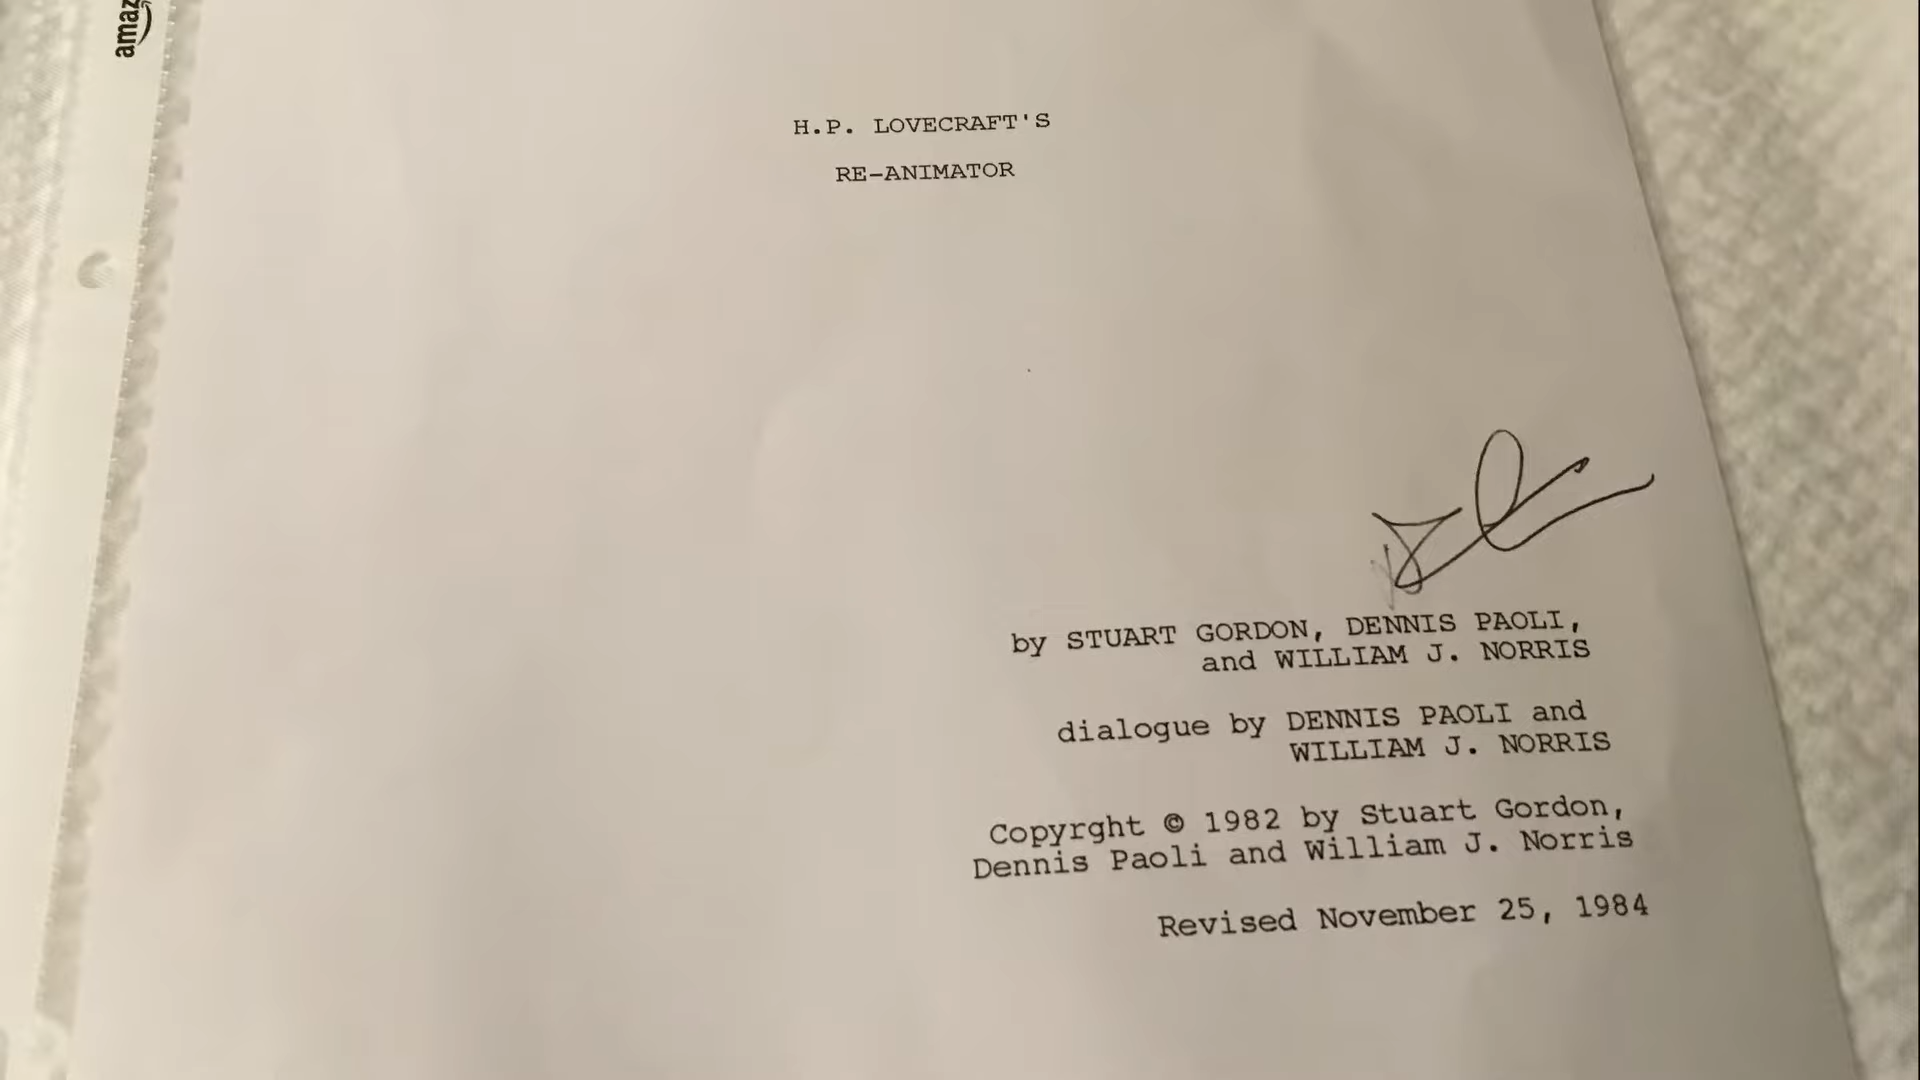 amaz
H.P. LOVECRAFT'S
RE-ANIMATOR
by STUART GORDON, DENNIS PAOLI,
and WILLIAM J. NORRIS
dialogue by DENNIS PAOLI and
WILLIAM J. NORRIS
Copyrght © 1982 by Stuart Gordon,
Dennis Paoli and William J. Norris
Revised November 25, 1984